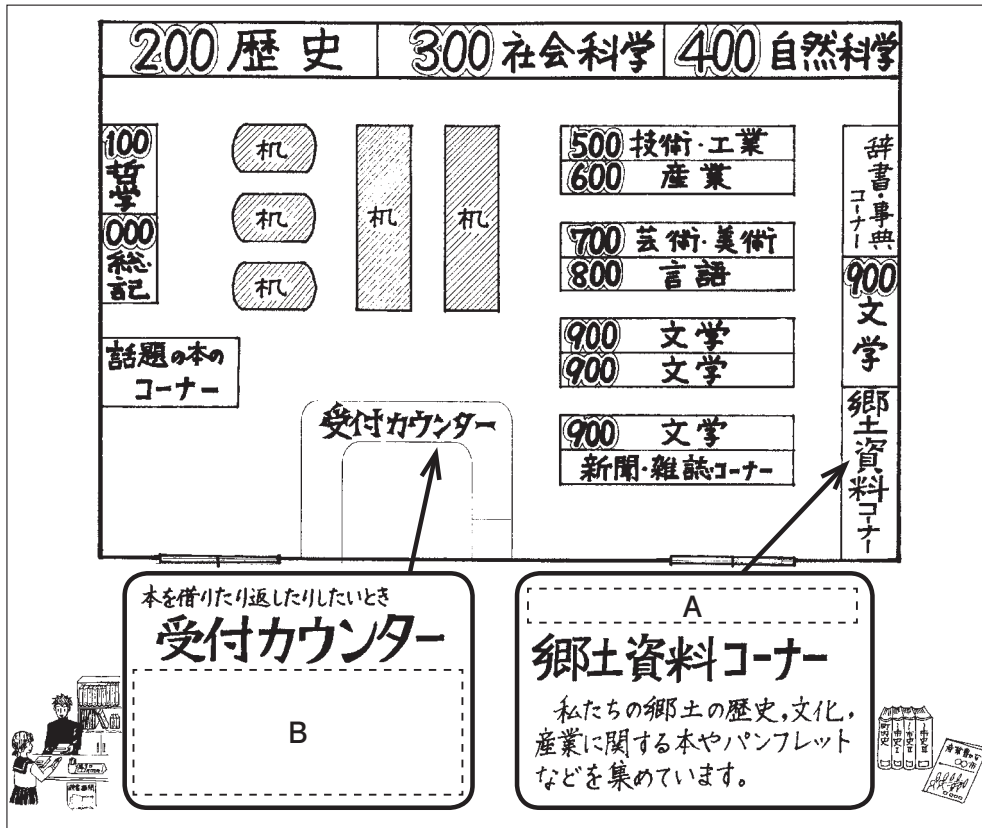 200 歴史
300 社会科学
400 自然科学
100 哲学
000 総記
机
机
机
机
机
500 技術・工業
600 産業
700 芸術・美術
800 言語
900 文学
900 文学
900 文学
新聞・雑誌コーナー
辞書・事典コーナー
900 文学
郷土資料コーナー
話題の本の
コーナー
受付カウンター
本を借りたり返したりしたいとき
受付カウンター
B
A
郷土資料コーナー
私たちの郷土の歴史,文化,
産業に関する本やパンフレット
などを集めています。